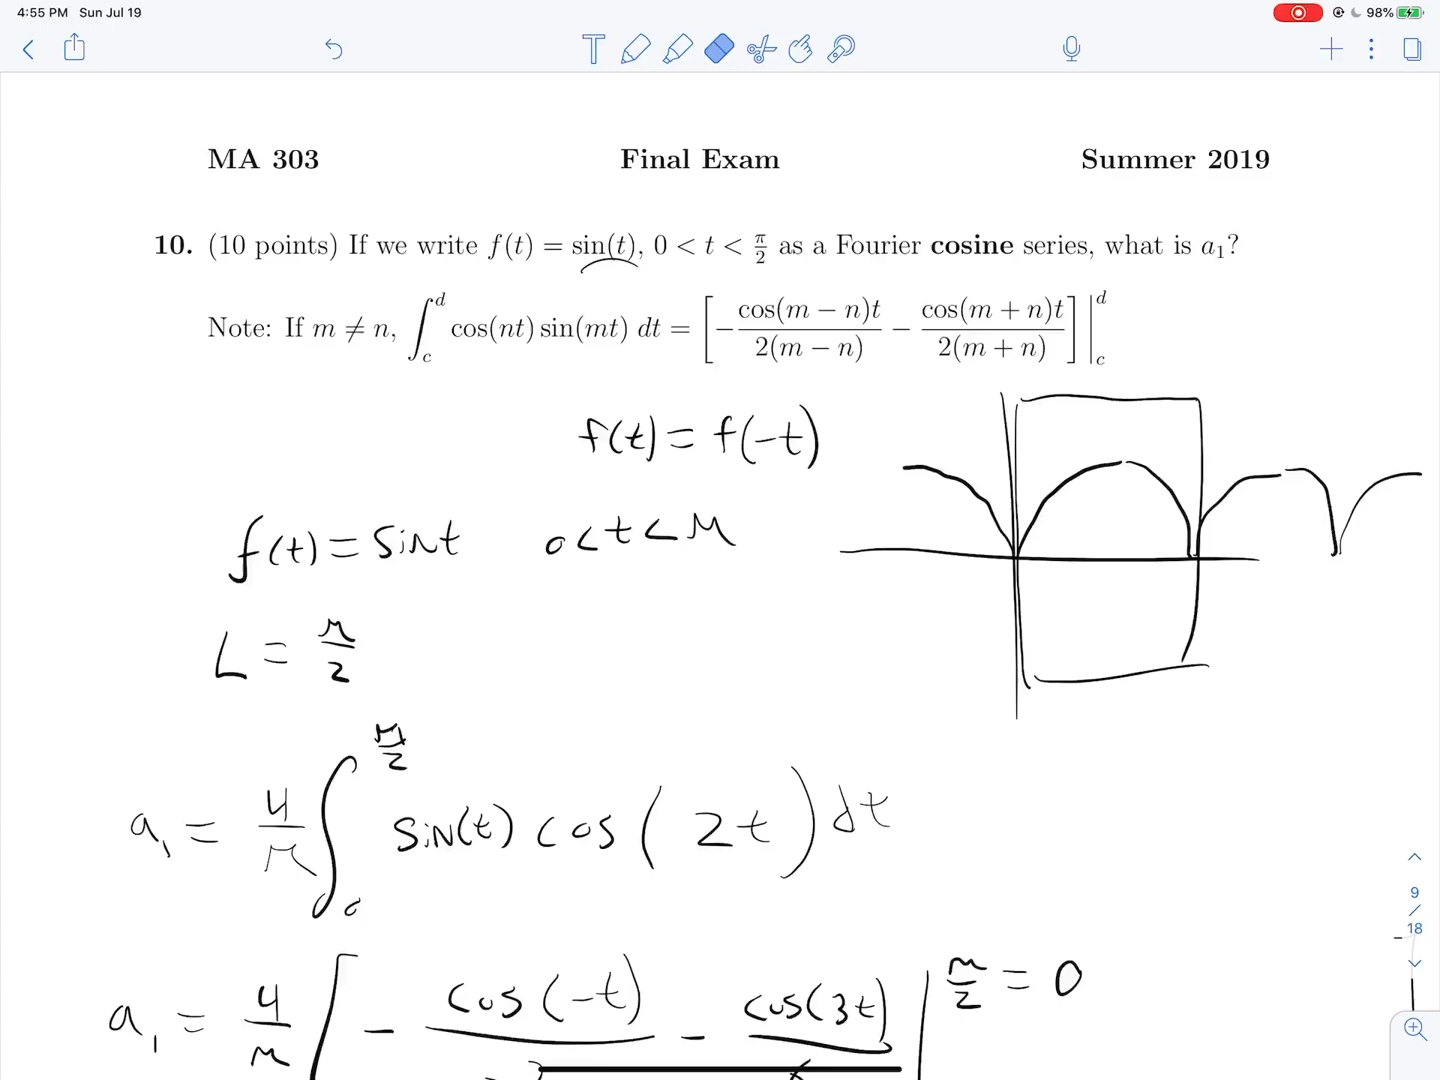 4:55 PM Sun Jul 19
98%
MA 303 Final Exam Summer 2019
10. (10 points) If we write f(t) = sin(t), 0 < t < π/2 as a Fourier cosine series, what is a₁?
Note: If m ≠ n, ∫_c^d cos(nt) sin(mt) dt = [−cos(m − n)t / 2(m − n) − cos(m + n)t / 2(m + n)] |_c^d
f(t) = f(−t)
f(t) = sin t 0 < t < π
L = π/2
a₁ = 4/π ∫_0^{π/2} sin(t) cos(2t) dt
a₁ = 4/π [ − cos(−t) − cos(3t) | π/2 = 0
9
/
18